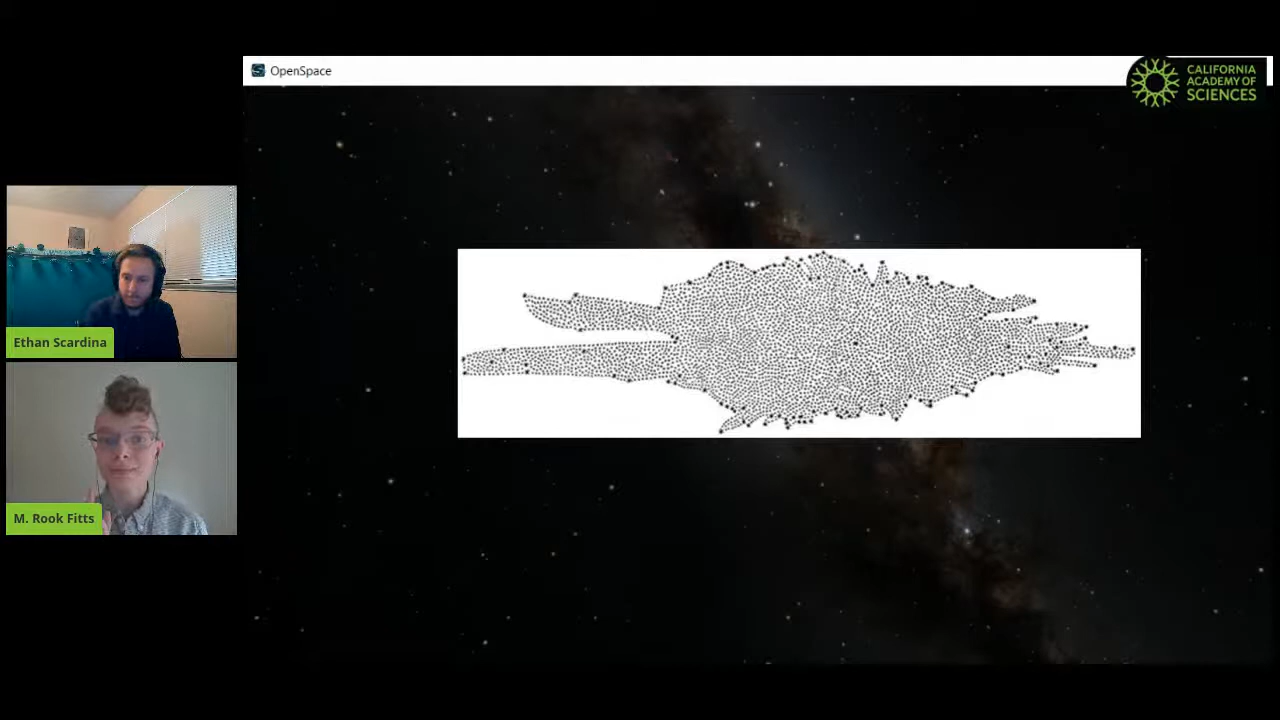 OpenSpace
CALIFORNIA
ACADEMY OF
SCIENCES
Ethan Scardina
M. Rook Fitts